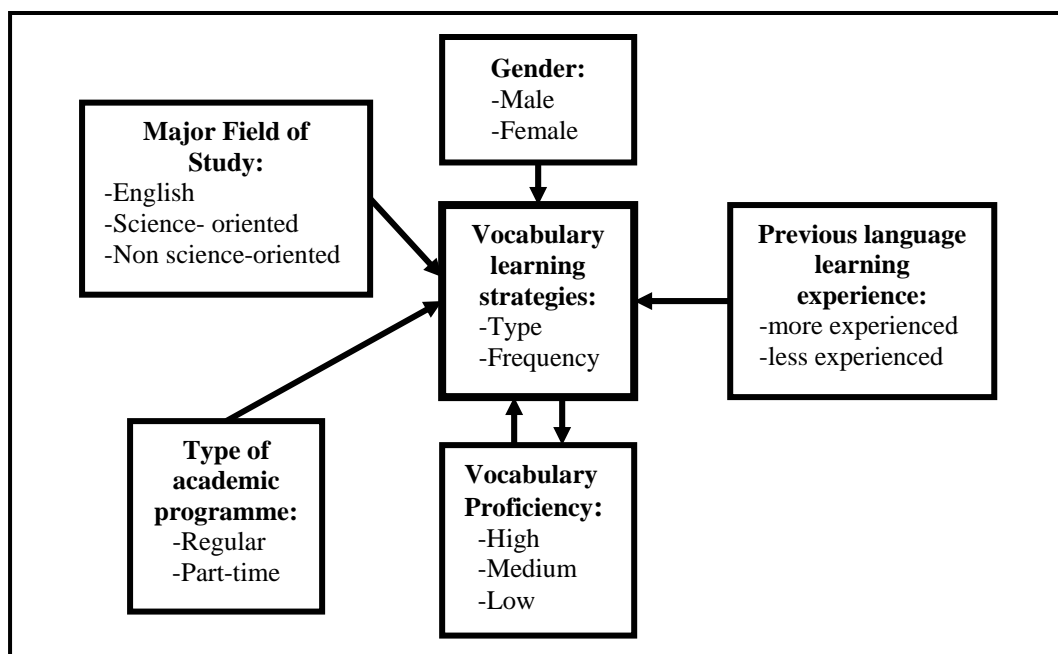 Gender:
-Male
-Female
Major Field of
Study:
-English
-Science- oriented
-Non science-oriented
Vocabulary
learning
strategies:
-Type
-Frequency
Previous language
learning
experience:
-more experienced
-less experienced
Type of
academic
programme:
-Regular
-Part-time
Vocabulary
Proficiency:
-High
-Medium
-Low